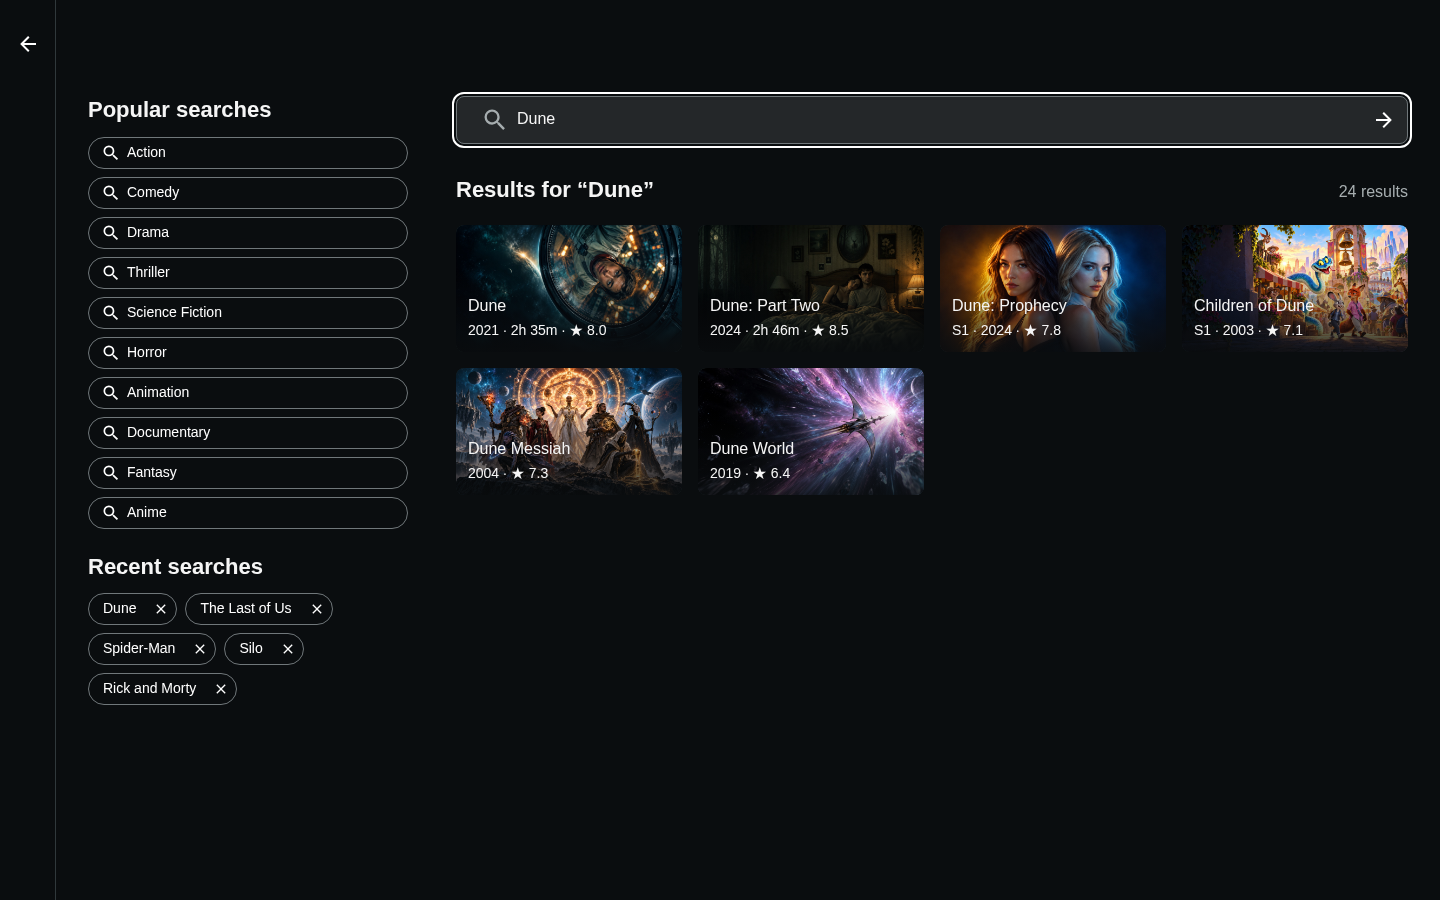 Popular searches
Action
Comedy
Drama
Thriller
Science Fiction
Horror
Animation
Documentary
Fantasy
Anime
Recent searches
Dune
The Last of Us
Spider-Man
Silo
Rick and Morty
Dune
Results for “Dune”
24 results
Dune
2021 · 2h 35m · ★ 8.0
Dune: Part Two
2024 · 2h 46m · ★ 8.5
Dune: Prophecy
S1 · 2024 · ★ 7.8
Children of Dune
S1 · 2003 · ★ 7.1
Dune Messiah
2004 · ★ 7.3
Dune World
2019 · ★ 6.4